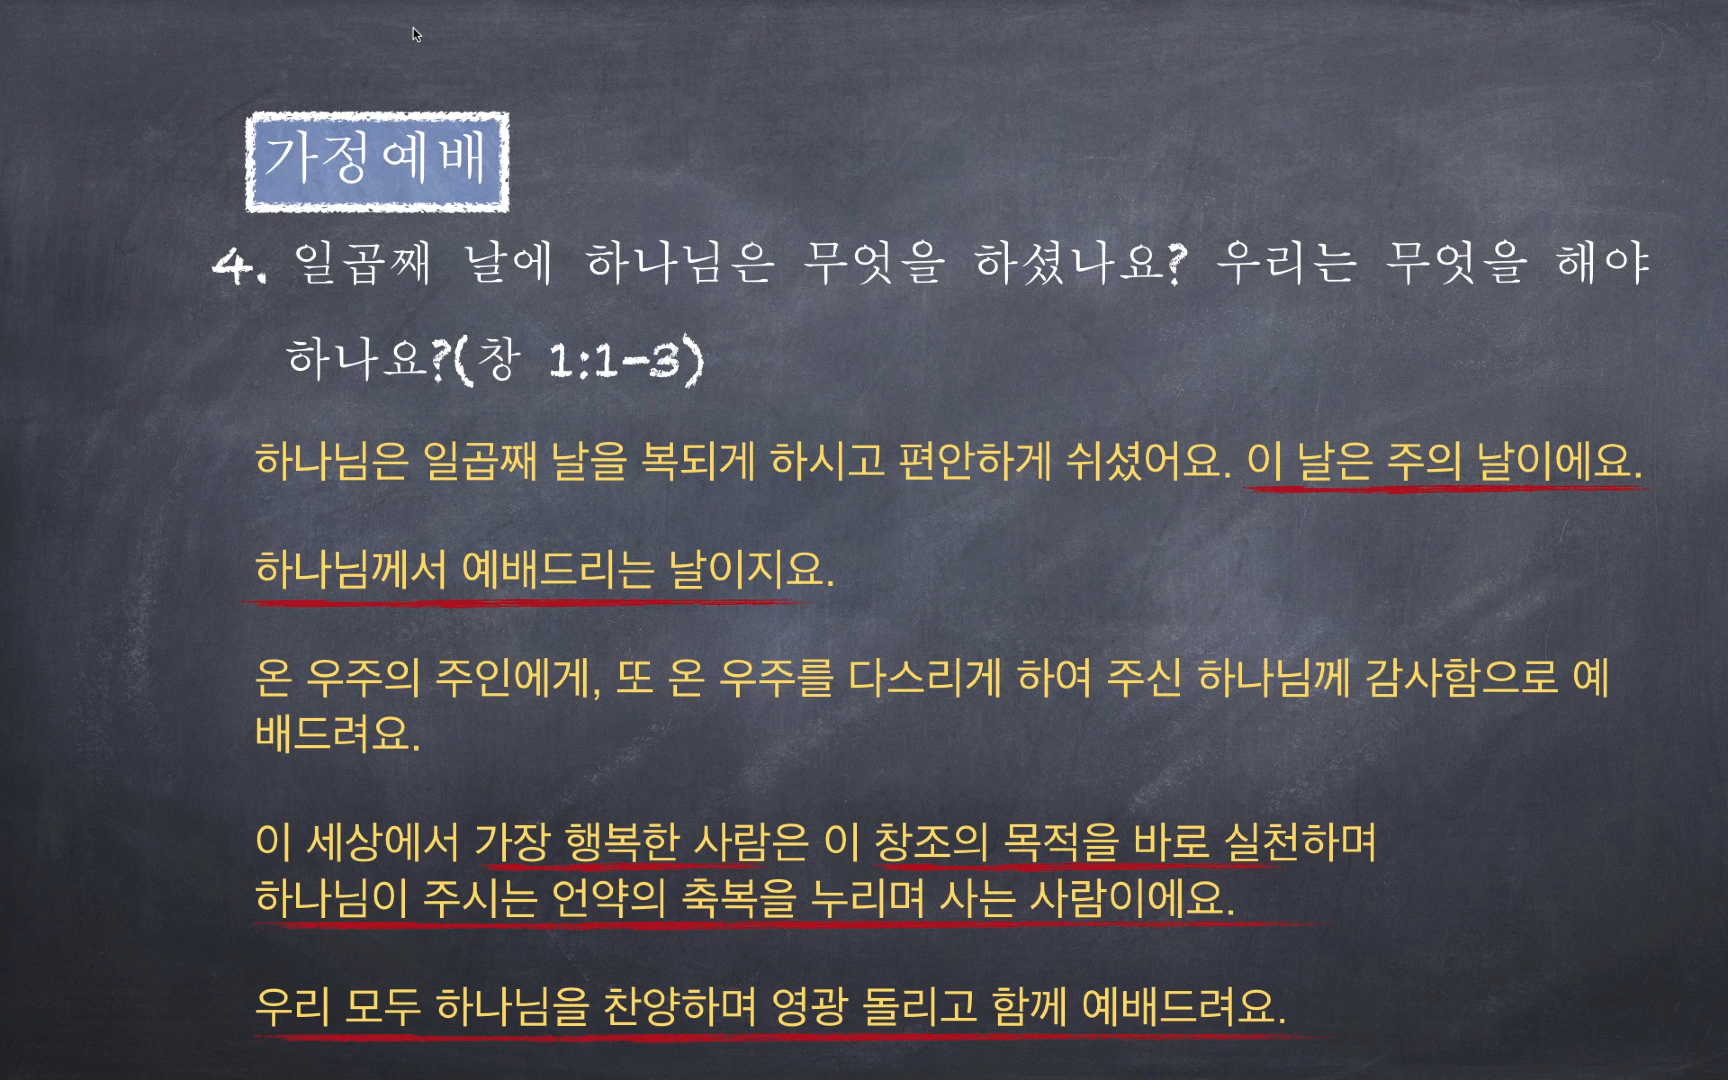 가정예배
4. 일곱째 날에 하나님은 무엇을 하셨나요? 우리는 무엇을 해야
하나요?(창 1:1-3)
하나님은 일곱째 날을 복되게 하시고 편안하게 쉬셨어요. 이 날은 주의 날이에요.
하나님께서 예배드리는 날이지요.
온 우주의 주인에게, 또 온 우주를 다스리게 하여 주신 하나님께 감사함으로 예
배드려요.
이 세상에서 가장 행복한 사람은 이 창조의 목적을 바로 실천하며
하나님이 주시는 언약의 축복을 누리며 사는 사람이에요.
우리 모두 하나님을 찬양하며 영광 돌리고 함께 예배드려요.